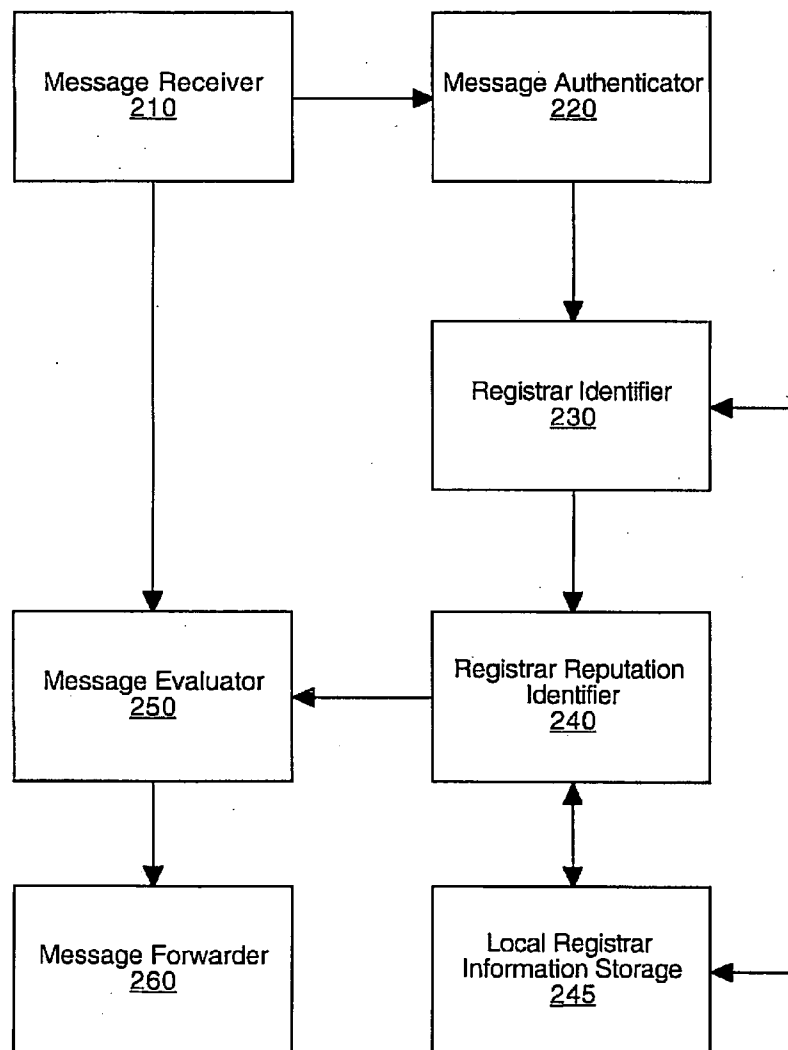 Message Receiver
210
Message Authenticator
220
Registrar Identifier
230
Message Evaluator
250
Registrar Reputation
Identifier
240
Message Forwarder
260
Local Registrar
Information Storage
245